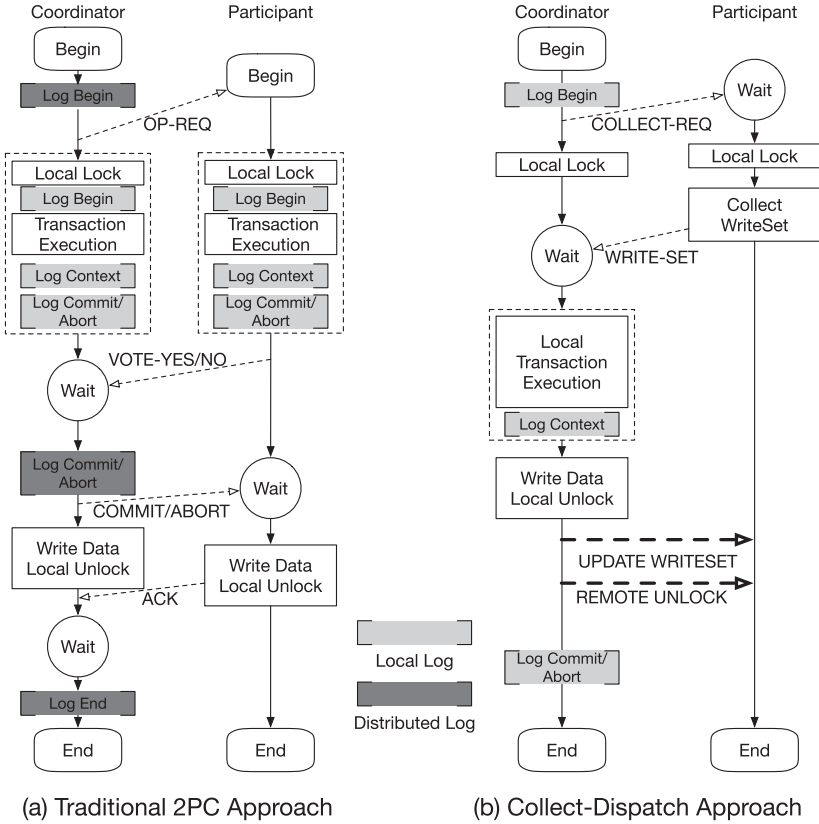 Coordinator
Participant
Begin
Log Begin
Begin
OP-REQ
Local Lock
Log Begin
Transaction
Execution
Log Context
Log Commit/
Abort
Local Lock
Log Begin
Transaction
Execution
Log Context
Log Commit/
Abort
VOTE-YES/NO
Wait
Log Commit/
Abort
Wait
COMMIT/ABORT
Write Data
Local Unlock
Write Data
Local Unlock
ACK
Wait
Log End
End
End
Local Log
Distributed Log
(a) Traditional 2PC Approach
Coordinator
Participant
Begin
Log Begin
Wait
COLLECT-REQ
Local Lock
Local Lock
Collect
WriteSet
Wait
WRITE-SET
Local
Transaction
Execution
Log Context
Write Data
Local Unlock
UPDATE WRITESET
REMOTE UNLOCK
Log Commit/
Abort
End
End
(b) Collect-Dispatch Approach